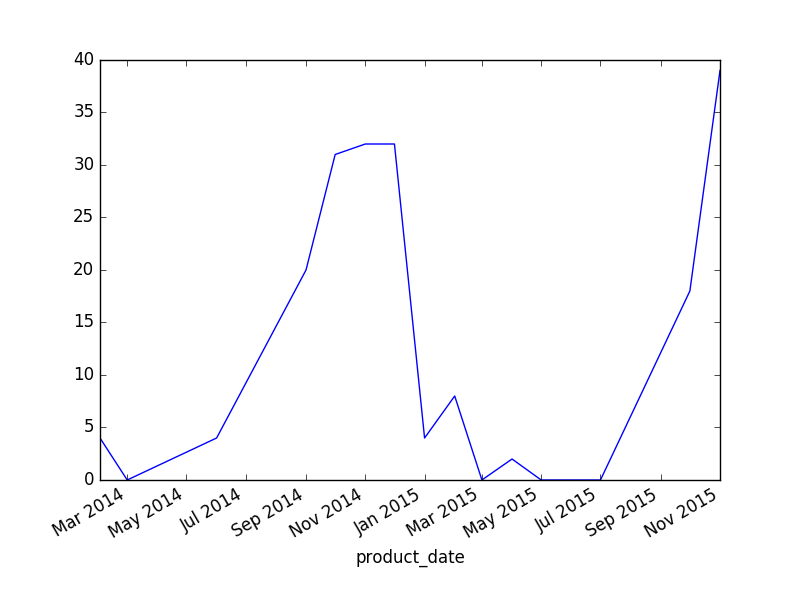 40
35
30
25
20
15
10
5
0
Mar 2014
May 2014
Jul 2014
Sep 2014
Nov 2014
Jan 2015
Mar 2015
May 2015
Jul 2015
Sep 2015
Nov 2015
product_date